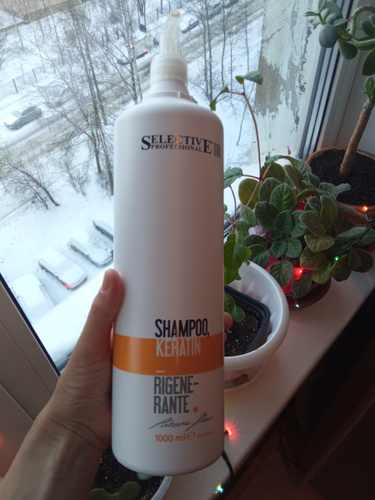 SELECTIVE
PROFESSIONAL
SHAMPOO,
KERATIN
RIGENE-
RANTE
1000 ml e